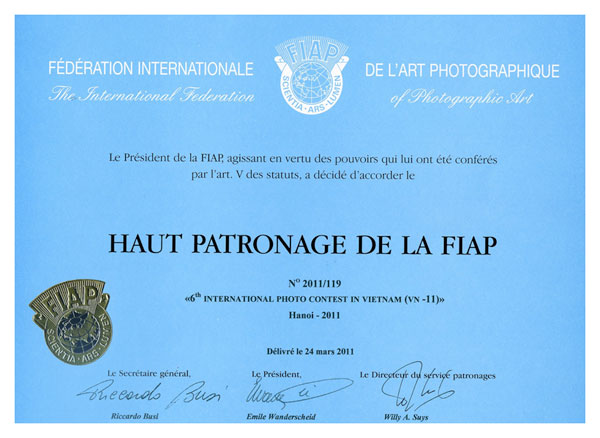 FÉDÉRATION INTERNATIONALE DE L'ART PHOTOGRAPHIQUE
The International Federation of Photographic Art
FIAP
SCIENTIA - ARS - LUMEN
Le Président de la FIAP, agissant en vertu des pouvoirs qui lui ont été conférés
par l'art. V des statuts, a décidé d'accorder le
HAUT PATRONAGE DE LA FIAP
Nº 2011/119
«6th INTERNATIONAL PHOTO CONTEST IN VIETNAM (VN -11)»
Hanoi - 2011
FIAP
SCIENTIA - ARS - LUMEN
Délivré le 24 mars 2011
Le Secrétaire général, Le Président, Le Directeur du service patronages
Riccardo Busi
Riccardo Busi Emile Wanderscheid Willy A. Suys